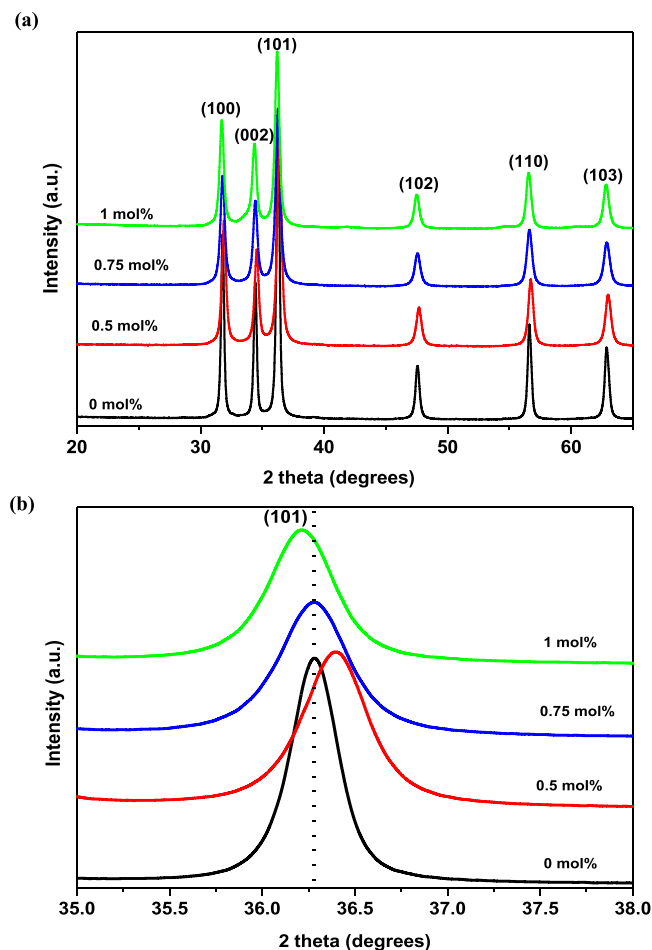 (a)
(101)
(100)
(002)
(102)
(110)
(103)
Intensity (a.u.)
1 mol%
0.75 mol%
0.5 mol%
0 mol%
20 30 40 50 60
2 theta (degrees)
(b)
(101)
Intensity (a.u.)
1 mol%
0.75 mol%
0.5 mol%
0 mol%
35.0 35.5 36.0 36.5 37.0 37.5 38.0
2 theta (degrees)